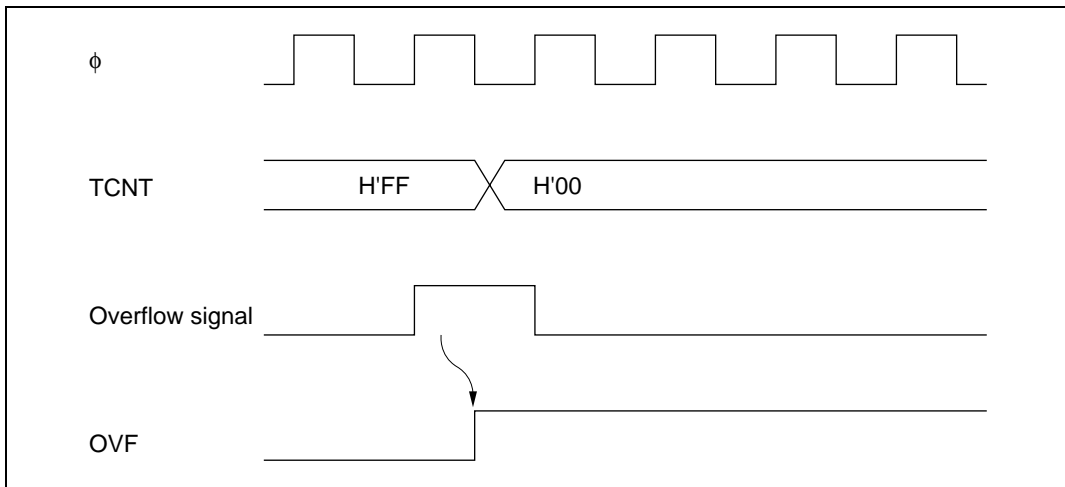 φ
TCNT H'FF H'00
Overflow signal
OVF